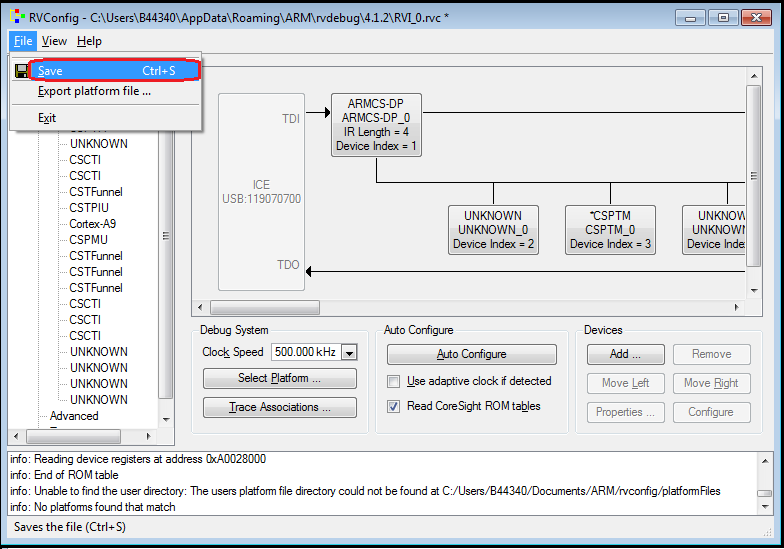 RVConfig - C:\Users\B44340\AppData\Roaming\ARM\rvdebug\4.1.2\RVI_0.rvc *
File View Help
Save Ctrl+S
Export platform file ...
Exit
UNKNOWN
CSCTI
CSCTI
CSTFunnel
CSTPIU
Cortex-A9
CSPMU
CSTFunnel
CSTFunnel
CSCTI
CSCTI
CSCTI
UNKNOWN
UNKNOWN
UNKNOWN
UNKNOWN
Advanced
TDI
ICE
USB:119070700
TDO
ARMCS-DP
ARMCS-DP_0
IR Length = 4
Device Index = 1
UNKNOWN
UNKNOWN_0
Device Index = 2
*CSPTM
CSPTM_0
Device Index = 3
UNKNOW
UNKNOWN
Device Inde
Debug System
Clock Speed 500.000 kHz
Select Platform ...
Trace Associations ...
Auto Configure
Auto Configure
Use adaptive clock if detected
Read CoreSight ROM tables
Devices
Add ... Remove
Move Left Move Right
Properties ... Configure
info: Reading device registers at address 0xA0028000
info: End of ROM table
info: Unable to find the user directory: The users platform file directory could not be found at C:/Users/B44340/Documents/ARM/rvconfig/platformFiles
info: No platforms found that match
Saves the file (Ctrl+S)